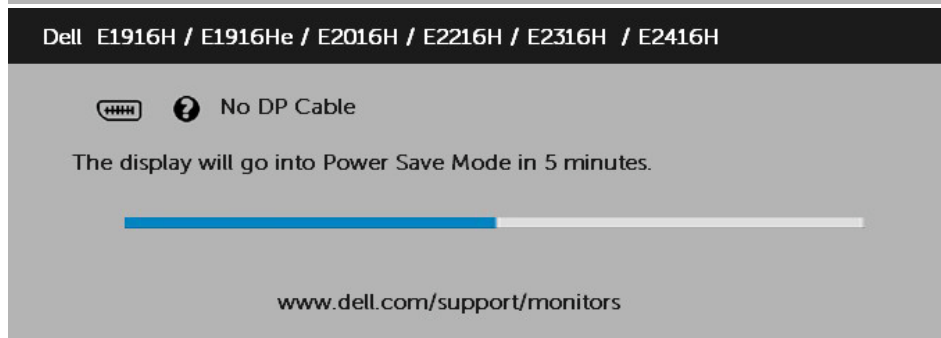 Dell E1916H / E1916He / E2016H / E2216H / E2316H / E2416H
No DP Cable
The display will go into Power Save Mode in 5 minutes.
www.dell.com/support/monitors